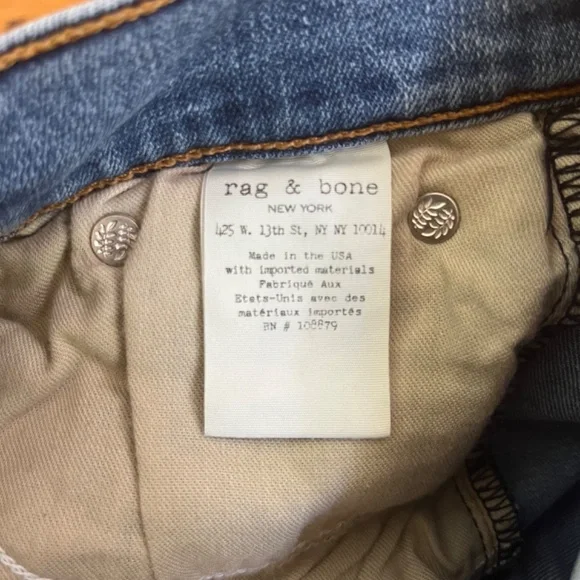 rag & bone
NEW YORK
425 W. 13th St, NY NY 10014
Made in the USA
with imported materials
Fabriqué Aux
Etats-Unis avec des
matériaux importés
RN # 108879